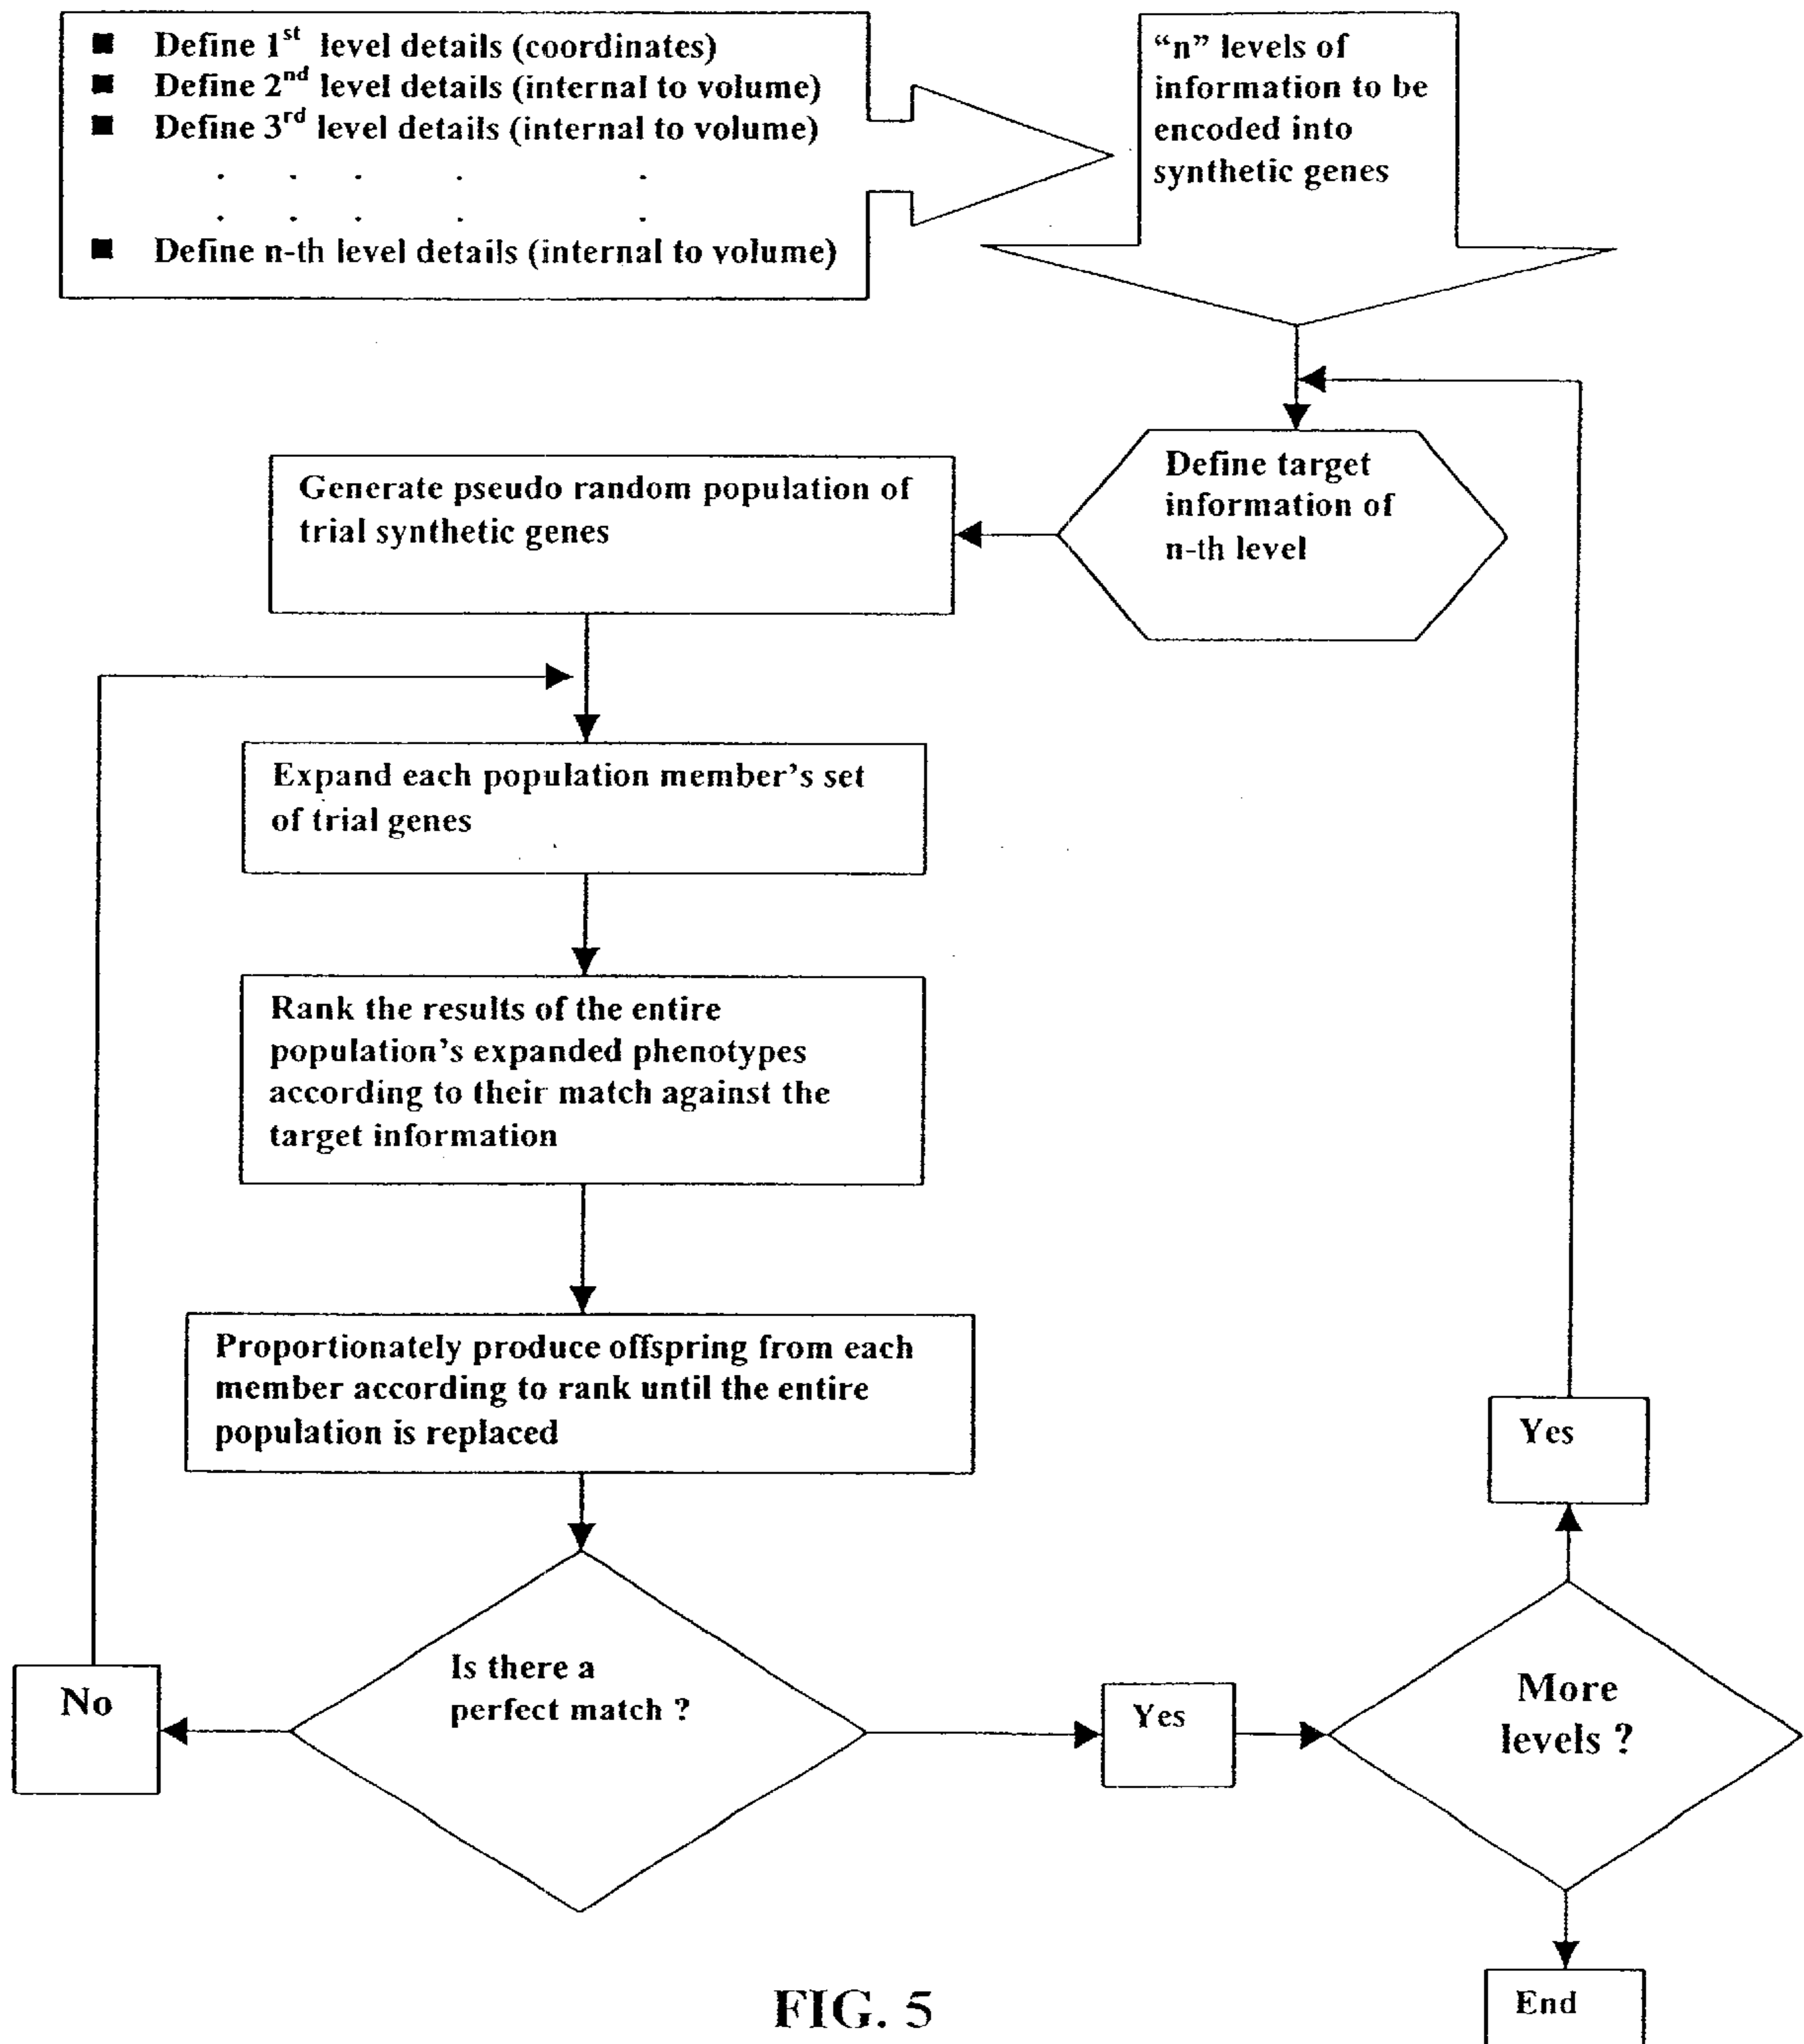 ■ Define 1st level details (coordinates)
■ Define 2nd level details (internal to volume)
■ Define 3rd level details (internal to volume)
. . . . .
. . . . .
■ Define n-th level details (internal to volume)
“n” levels of
information to be
encoded into
synthetic genes
Define target
information of
n-th level
Generate pseudo random population of
trial synthetic genes
Expand each population member’s set
of trial genes
Rank the results of the entire
population’s expanded phenotypes
according to their match against the
target information
Proportionately produce offspring from each
member according to rank until the entire
population is replaced
Is there a
perfect match ?
No
Yes
More
levels ?
Yes
End
FIG. 5